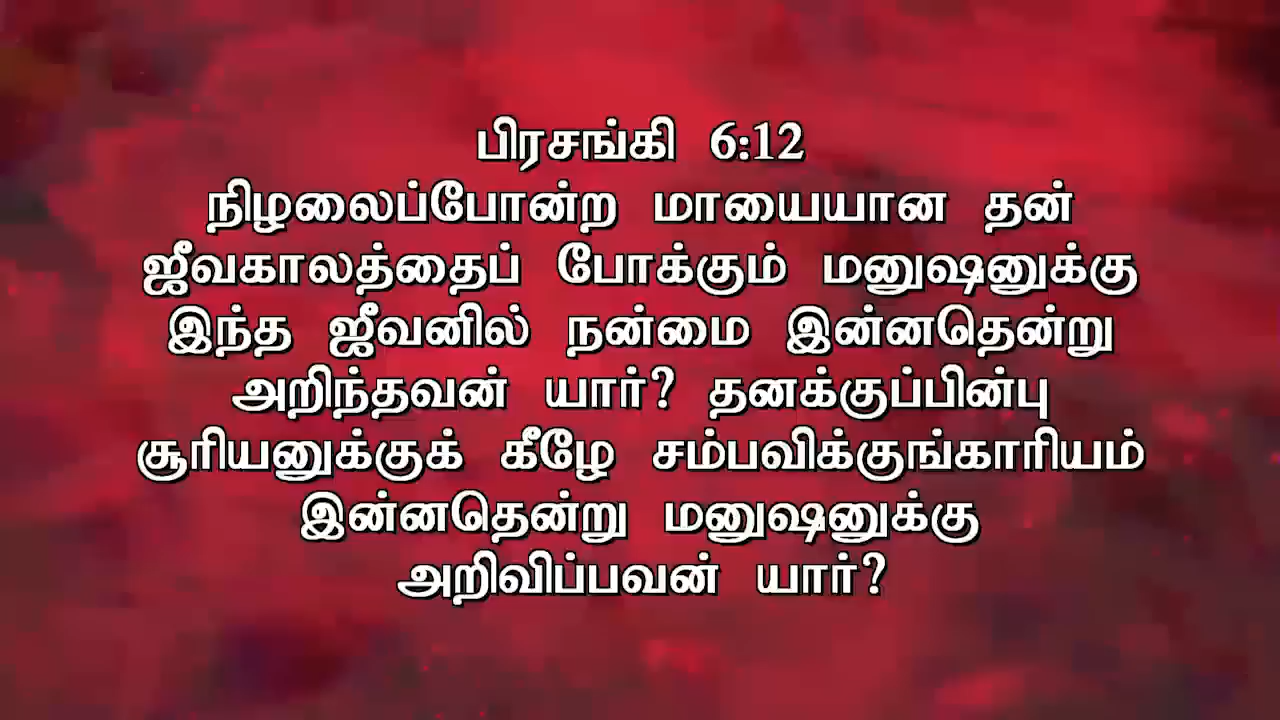 பிரசங்கி 6:12
நிழலைப்போன்ற மாயையான தன்
ஜீவகாலத்தைப் போக்கும் மனுஷனுக்கு
இந்த ஜீவனில் நன்மை இன்னதென்று
அறிந்தவன் யார்? தனக்குப்பின்பு
சூரியனுக்குக் கீழே சம்பவிக்குங்காரியம்
இன்னதென்று மனுஷனுக்கு
அறிவிப்பவன் யார்?